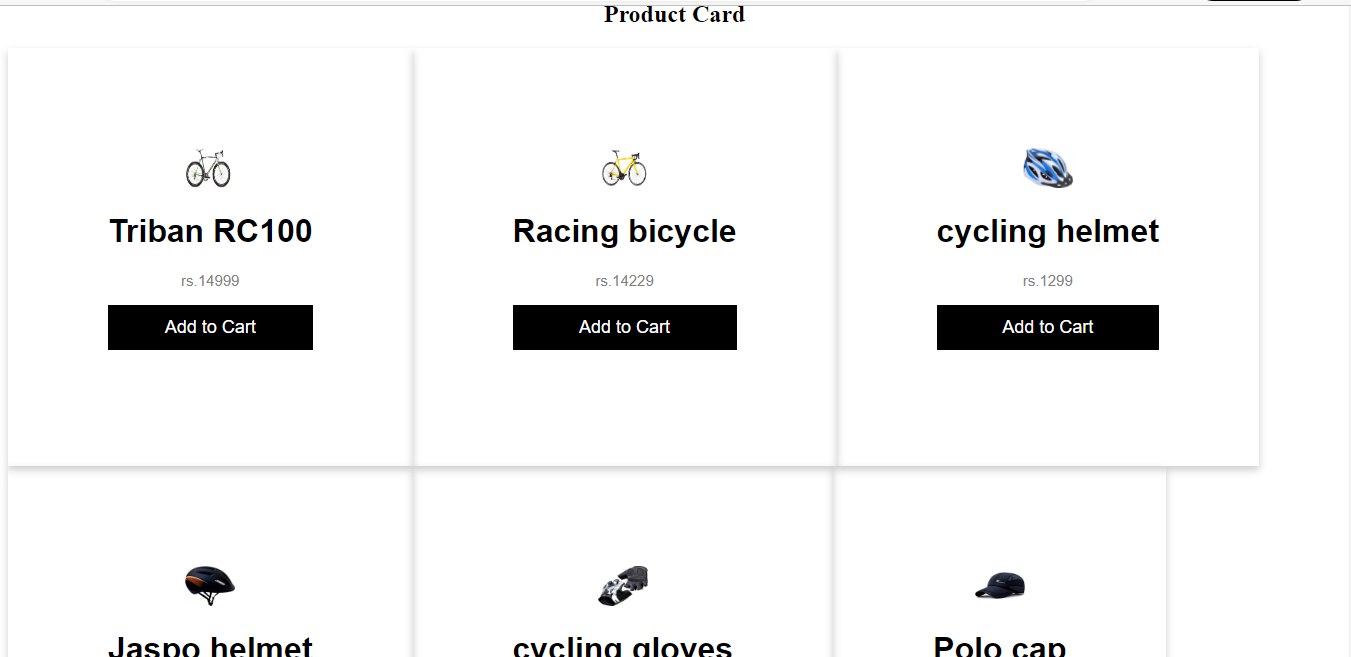 Product Card
Triban RC100
Racing bicycle
cycling helmet
rs.14999
rs.14229
rs.1299
Add to Cart
Add to Cart
Add to Cart
Jaspo helmet
cycling gloves
Polo cap